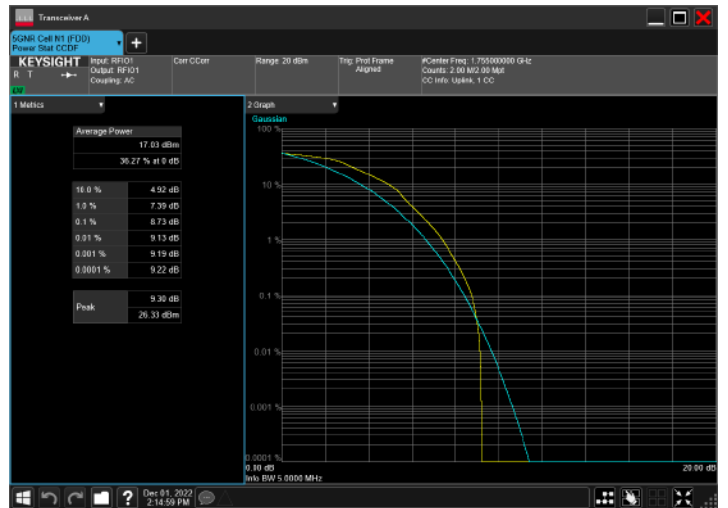 Transceiver A
5GNR Cell N1 (FDD)
Power Stat CCDF
KEYSIGHT
R T
Input: RFIO1
Output: RFIO1
Coupling: AC
Corr CCorr
Range: 20 dBm
Trig: Prot Frame
Aligned
#Center Freq: 1.755000000 GHz
Counts: 2.00 M/2.00 Mpt
CC Info: Uplink, 1 CC
1 Metrics
Average Power
17.03 dBm
36.27 % at 0 dB
10.0 % 4.92 dB
1.0 % 7.39 dB
0.1 % 8.73 dB
0.01 % 9.13 dB
0.001 % 9.19 dB
0.0001 % 9.22 dB
Peak 9.30 dB
26.33 dBm
2 Graph
Gaussian
100 %
10 %
1 %
0.1 %
0.01 %
0.001 %
0.0001 %
0.00 dB
20.00 dB
Info BW 5.0000 MHz
?
Dec 01, 2022
2:14:59 PM